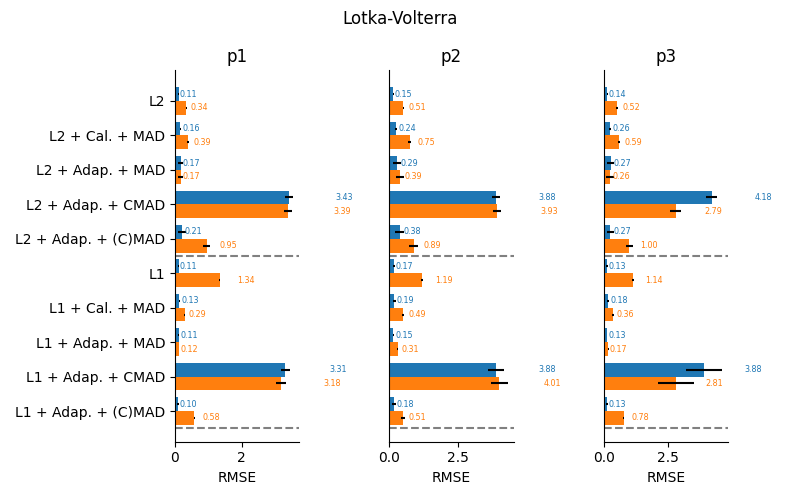 Lotka-Volterra
p1 p2 p3
L2 0.11 0.15 0.14
0.34 0.51 0.52
L2 + Cal. + MAD 0.16 0.24 0.26
0.39 0.75 0.59
L2 + Adap. + MAD 0.17 0.29 0.27
0.17 0.39 0.26
L2 + Adap. + CMAD 3.43 3.88 4.18
3.39 3.93 2.79
L2 + Adap. + (C)MAD 0.21 0.38 0.27
0.95 0.89 1.00
L1 0.11 0.17 0.13
1.34 1.19 1.14
L1 + Cal. + MAD 0.13 0.19 0.18
0.29 0.49 0.36
L1 + Adap. + MAD 0.11 0.15 0.13
0.12 0.31 0.17
L1 + Adap. + CMAD 3.31 3.88 3.88
3.18 4.01 2.81
L1 + Adap. + (C)MAD 0.10 0.18 0.13
0.58 0.51 0.78
0 2 0.0 2.5 0.0 2.5
RMSE RMSE RMSE